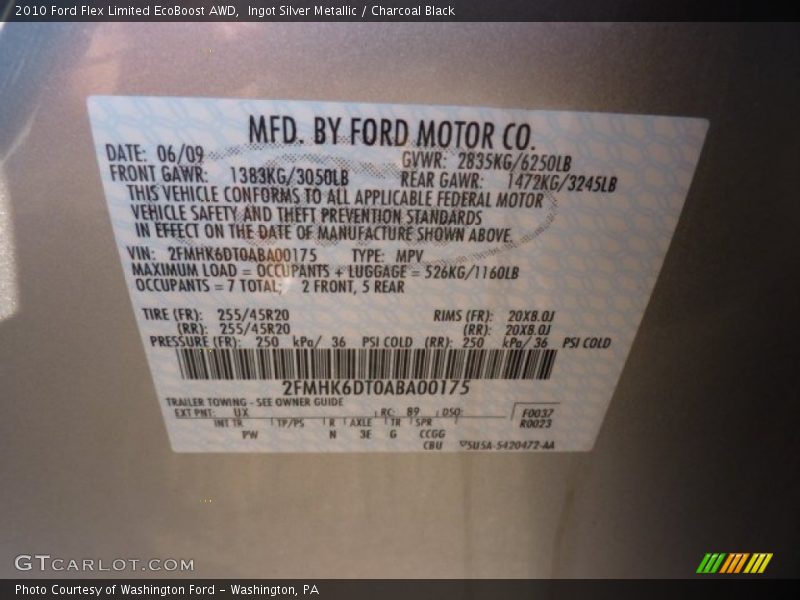 2010 Ford Flex Limited EcoBoost AWD,  Ingot Silver Metallic / Charcoal Black
MFD. BY FORD MOTOR CO.
DATE: 06/09 GVWR: 2835KG/6250LB
FRONT GAWR: 1383KG/3050LB REAR GAWR: 1472KG/3245LB
THIS VEHICLE CONFORMS TO ALL APPLICABLE FEDERAL MOTOR
VEHICLE SAFETY AND THEFT PREVENTION STANDARDS
IN EFFECT ON THE DATE OF MANUFACTURE SHOWN ABOVE
VIN: 2FMHK6DT0ABA00175 TYPE: MPV
MAXIMUM LOAD = OCCUPANTS + LUGGAGE = 526KG/1160LB
OCCUPANTS = 7 TOTAL; 2 FRONT, 5 REAR
TIRE (FR): 255/45R20 RIMS (FR): 20X8.0J
(RR): 255/45R20 (RR): 20X8.0J
PRESSURE (FR): 250 kPa/ 36 PSI COLD (RR): 250 kPa/ 36 PSI COLD
2FMHK6DT0ABA00175
TRAILER TOWING - SEE OWNER GUIDE
EXT PNT: UX RC: 89 DSO: F0037
R0023
INT TR TP/PS R AXLE TR SPR
PW N 3E G CCGG
CBU 5U5A-5420472-AA
GTCARLOT.COM
Photo Courtesy of Washington Ford - Washington, PA